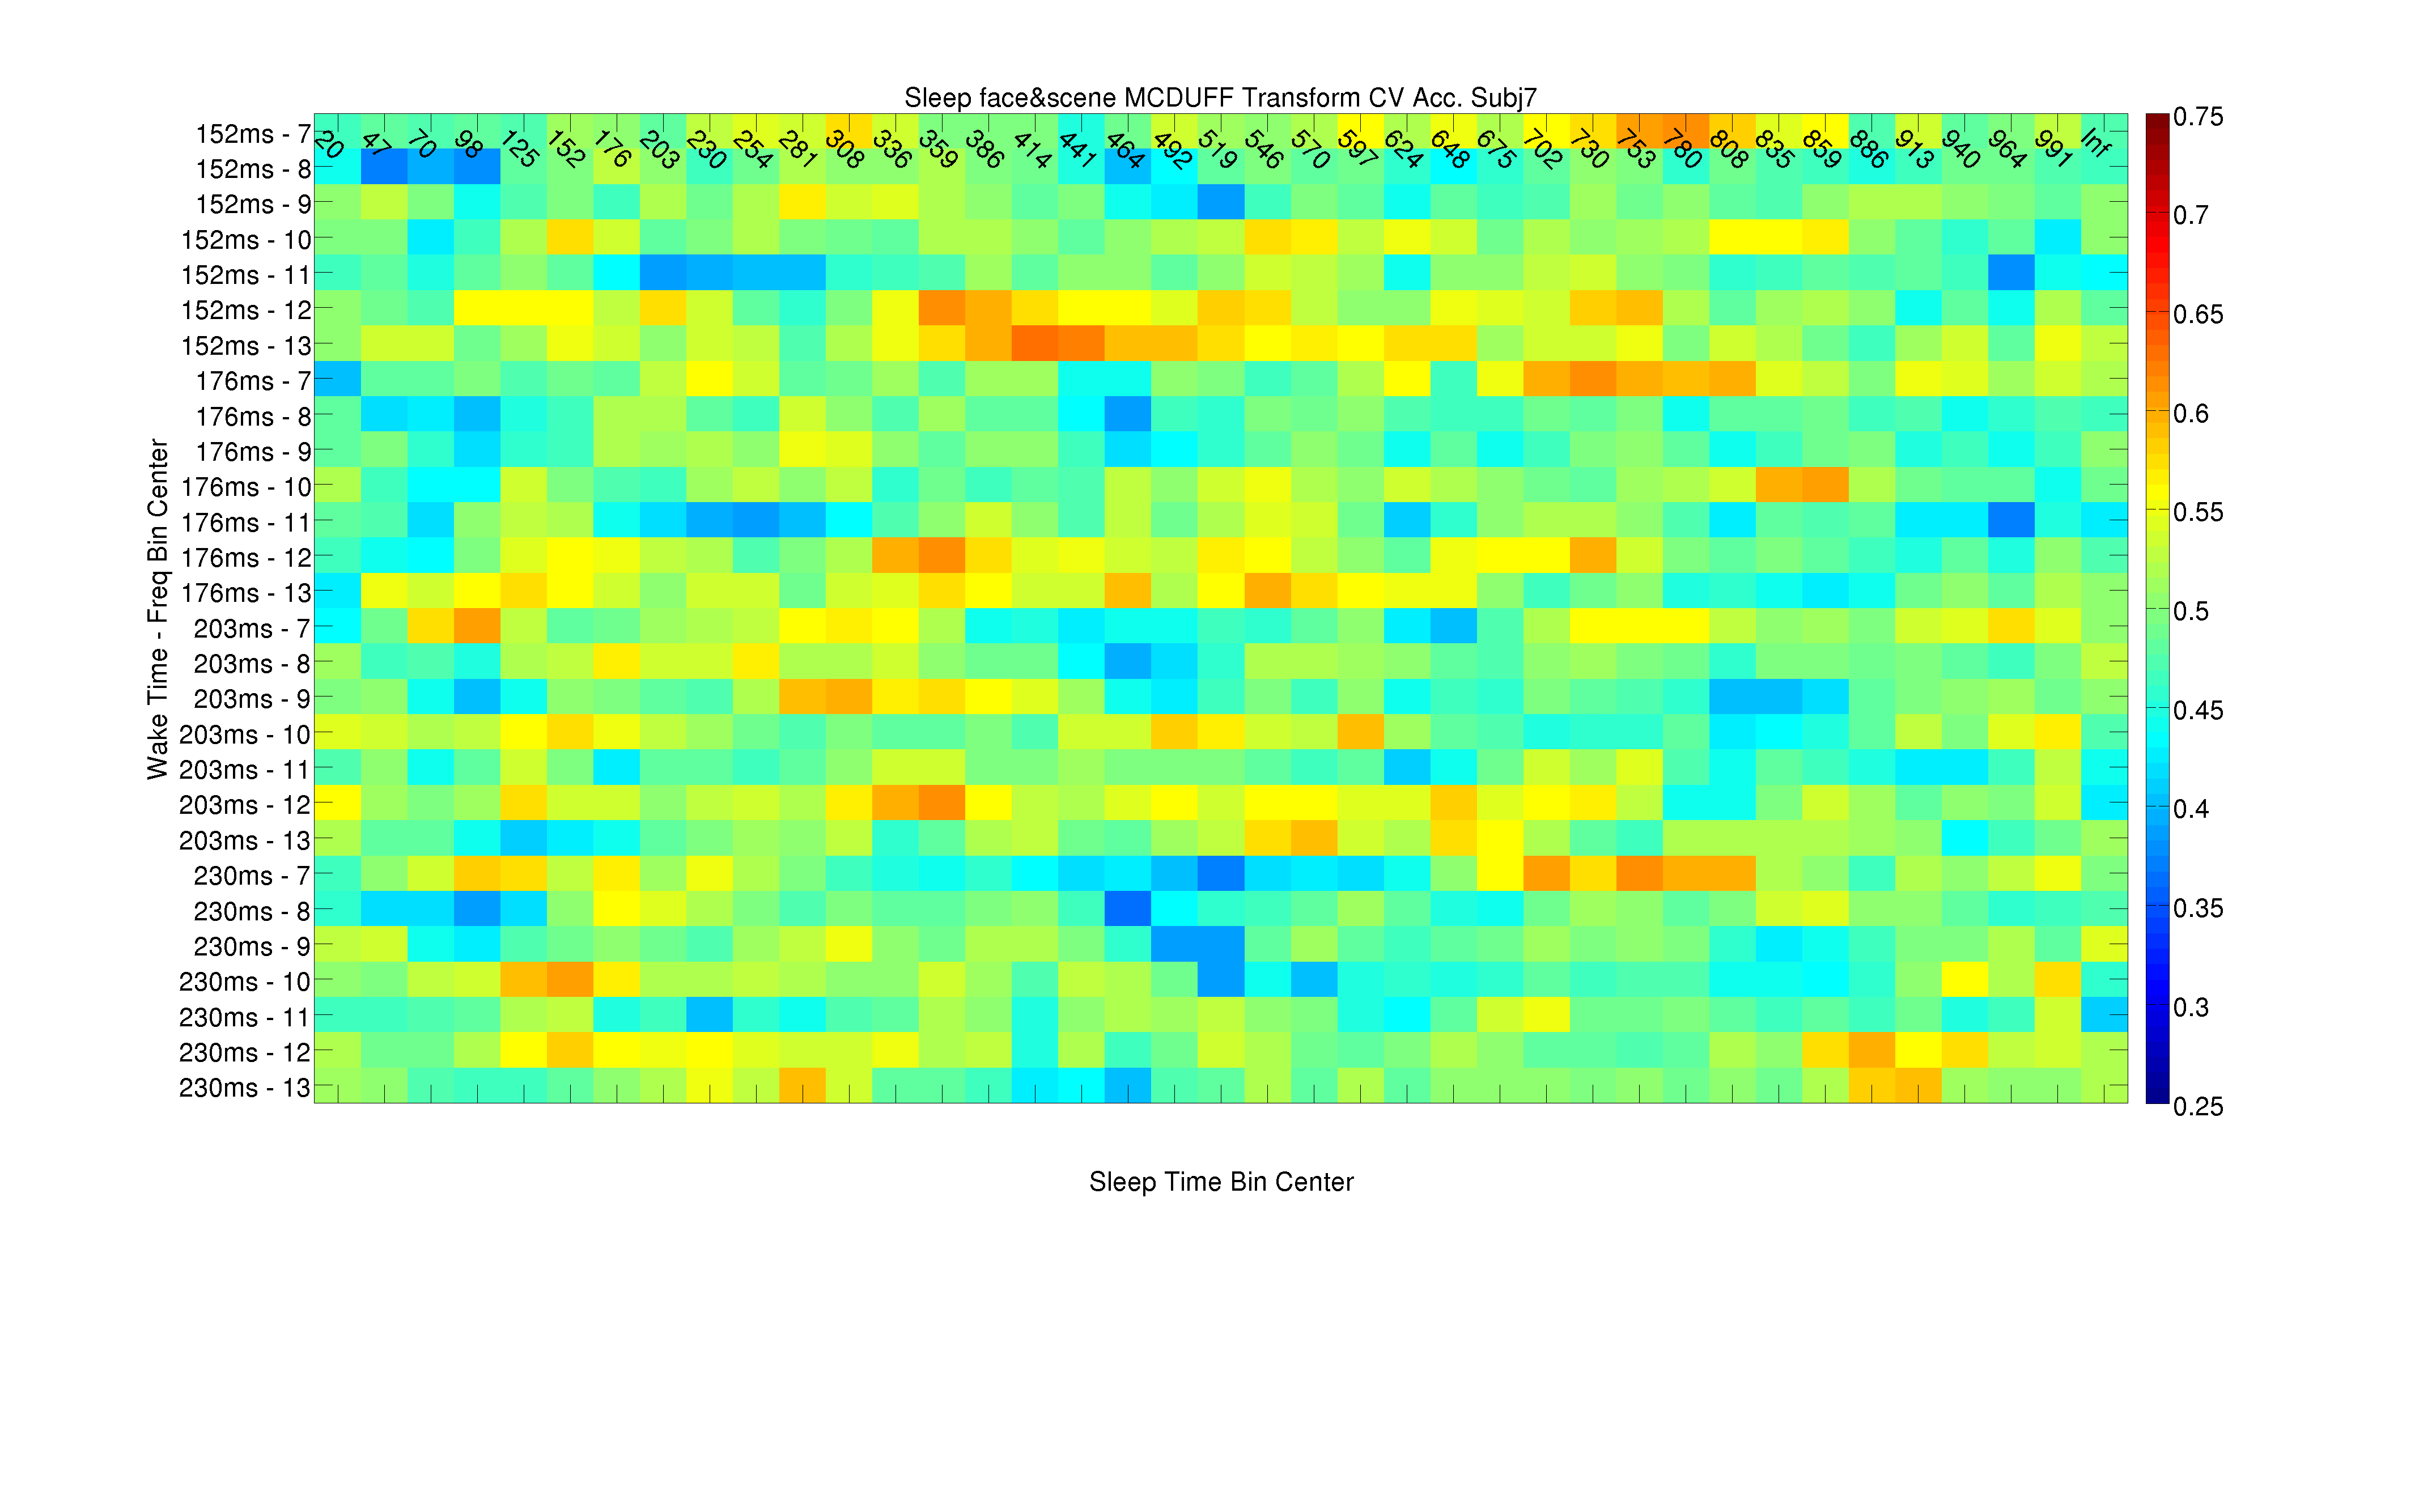 Sleep face&scene MCDUFF Transform CV Acc. Subj7
152ms - 7
152ms - 8
152ms - 9
152ms - 10
152ms - 11
152ms - 12
152ms - 13
176ms - 7
176ms - 8
176ms - 9
176ms - 10
176ms - 11
176ms - 12
176ms - 13
203ms - 7
203ms - 8
203ms - 9
203ms - 10
203ms - 11
203ms - 12
203ms - 13
230ms - 7
230ms - 8
230ms - 9
230ms - 10
230ms - 11
230ms - 12
230ms - 13
Wake Time - Freq Bin Center
20 47 70 98 125 152 176 203 230 254 281 308 336 359 386 414 441 464 492 519 546 570 597 624 648 675 702 730 753 780 808 835 859 886 913 940 964 991 Inf
0.75
0.7
0.65
0.6
0.55
0.5
0.45
0.4
0.35
0.3
0.25
Sleep Time Bin Center